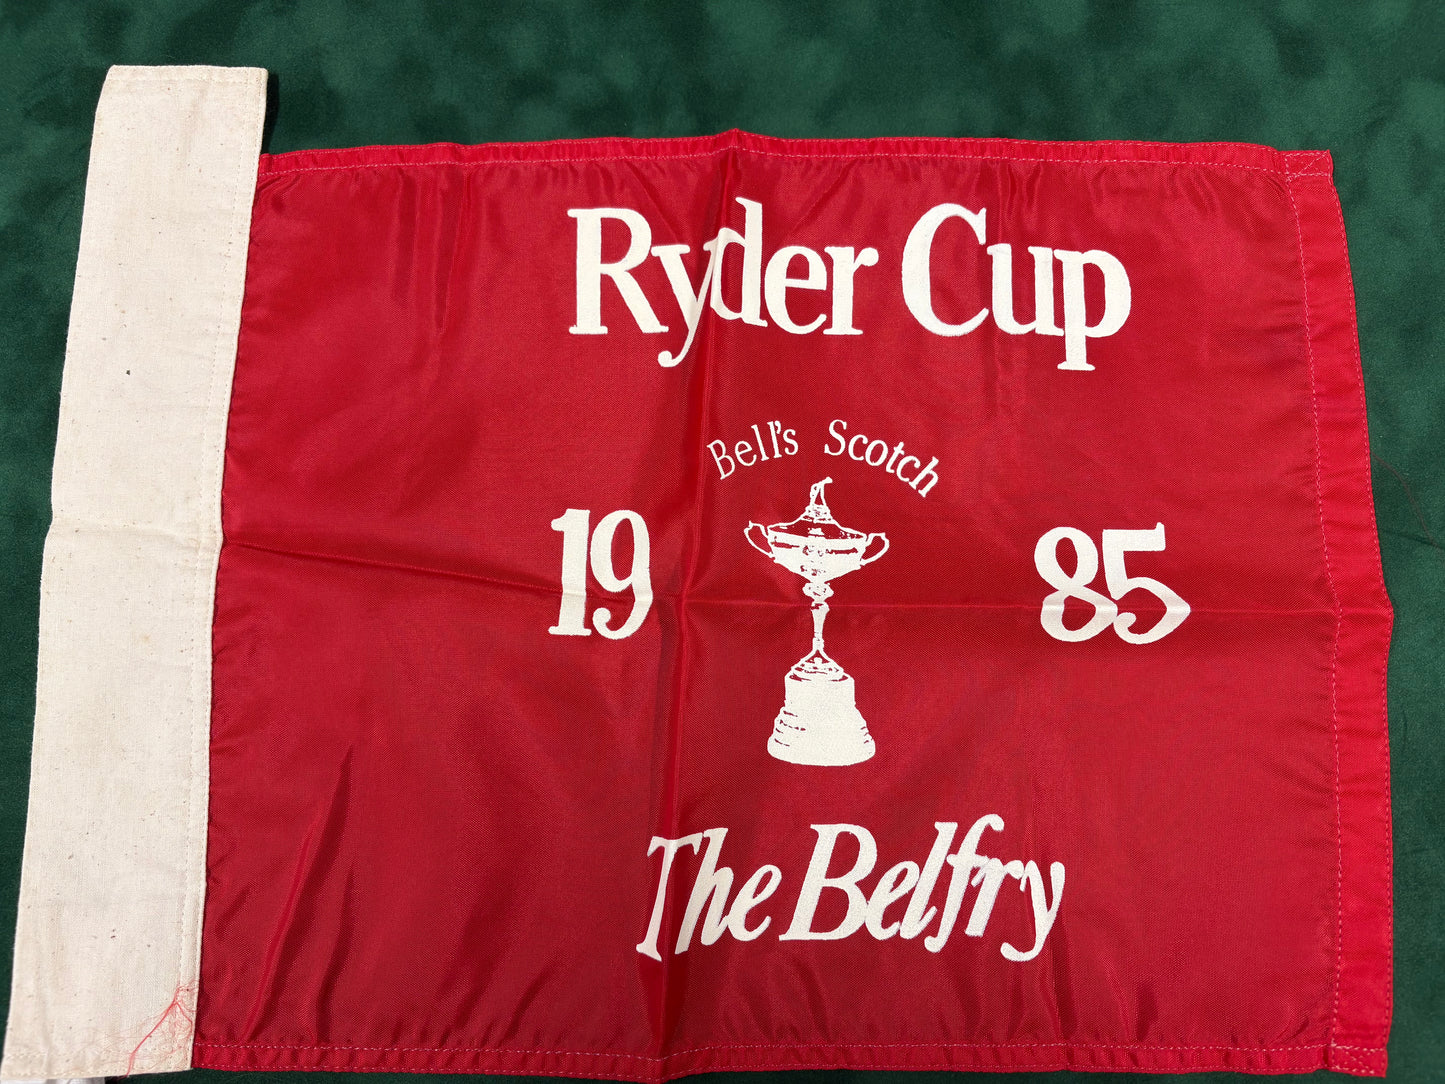 Ryder Cup
Bell's Scotch
19 85
The Belfry